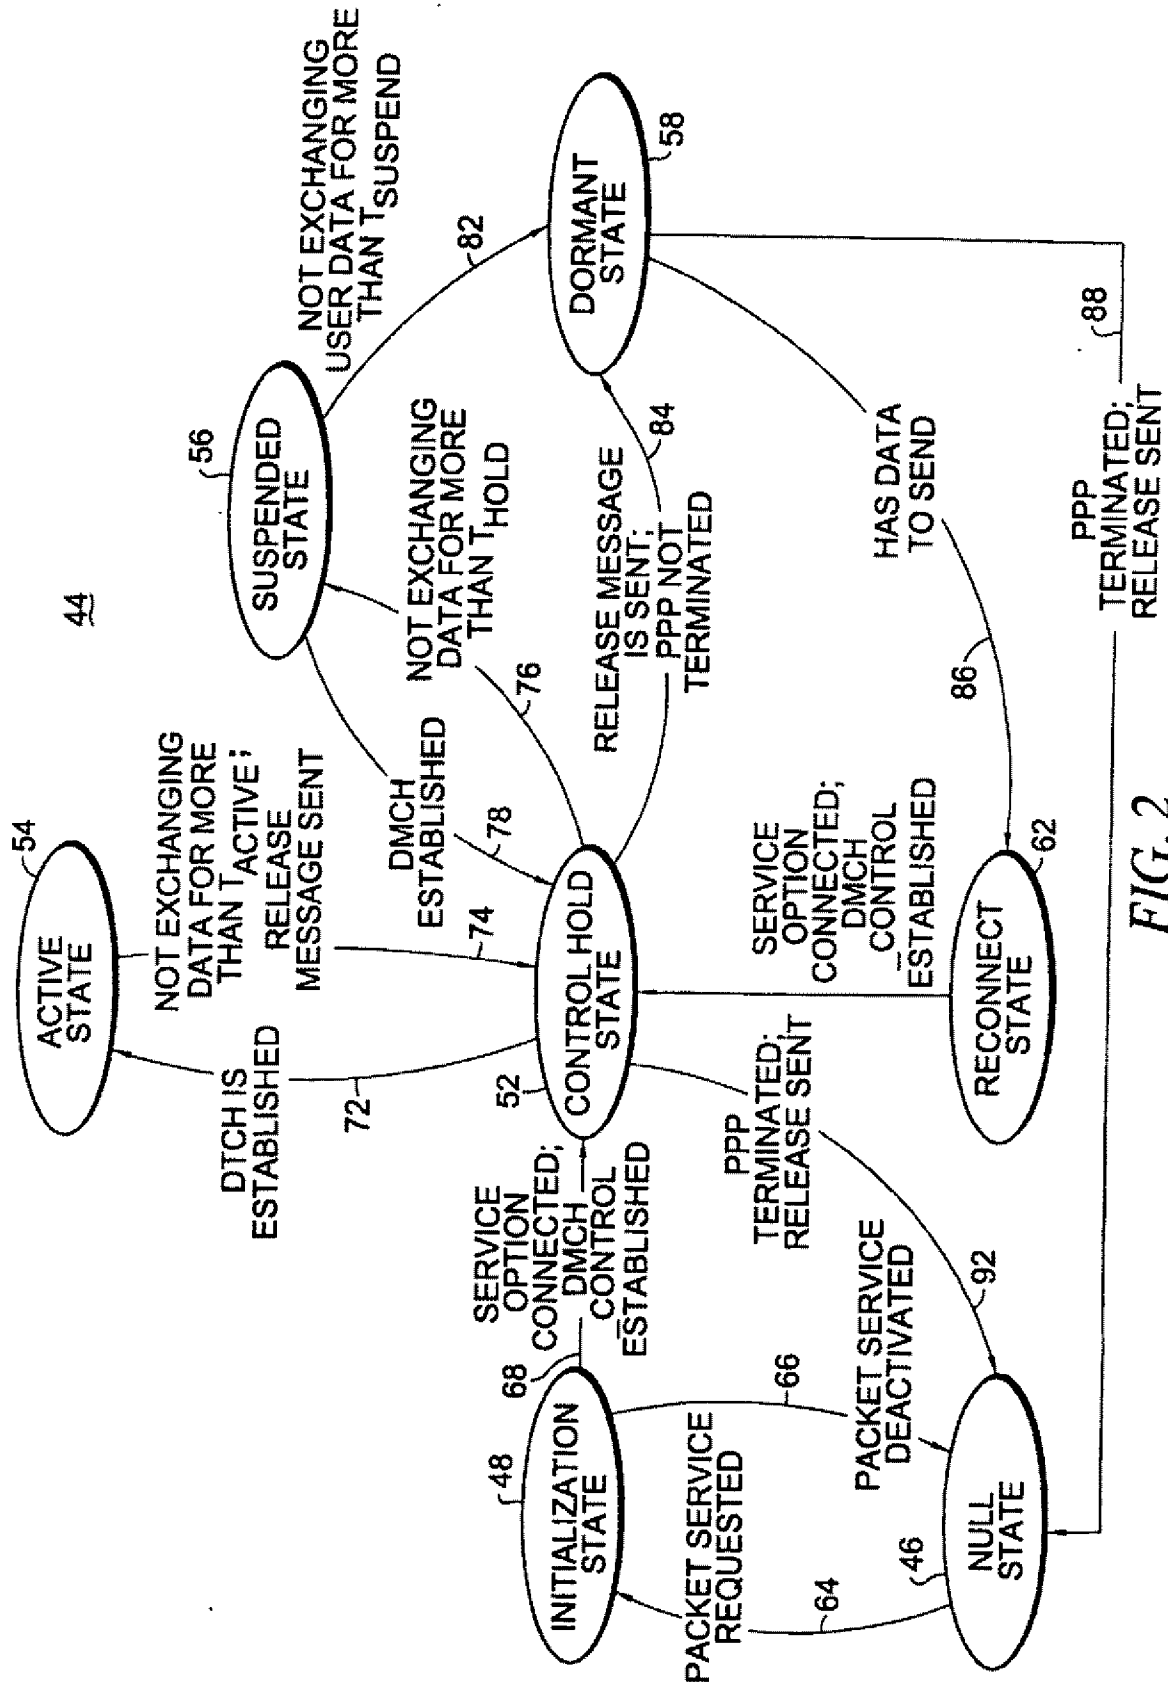 44
54
ACTIVE
STATE
NOT EXCHANGING
DATA FOR MORE
THAN TACTIVE;
RELEASE
MESSAGE SENT
74
DTCH IS
ESTABLISHED
72
56
SUSPENDED
STATE
NOT EXCHANGING
USER DATA FOR MORE
THAN TSUSPEND
82
DMCH
ESTABLISHED
78
NOT EXCHANGING
DATA FOR MORE
THAN THOLD
76
48
INITIALIZATION
STATE
68
SERVICE
OPTION
CONNECTED;
DMCH
_CONTROL
_ESTABLISHED
52
CONTROL HOLD
STATE
RELEASE MESSAGE
IS SENT;
PPP NOT
TERMINATED
84
DORMANT
STATE
58
PACKET SERVICE
REQUESTED
64
66
PACKET SERVICE
DEACTIVATED
PPP
TERMINATED;
RELEASE SENT
92
SERVICE
OPTION
CONNECTED;
DMCH
_CONTROL
_ESTABLISHED
HAS DATA
TO SEND
86
46
NULL
STATE
RECONNECT
STATE
62
88
PPP
TERMINATED;
RELEASE SENT
FIG. 2